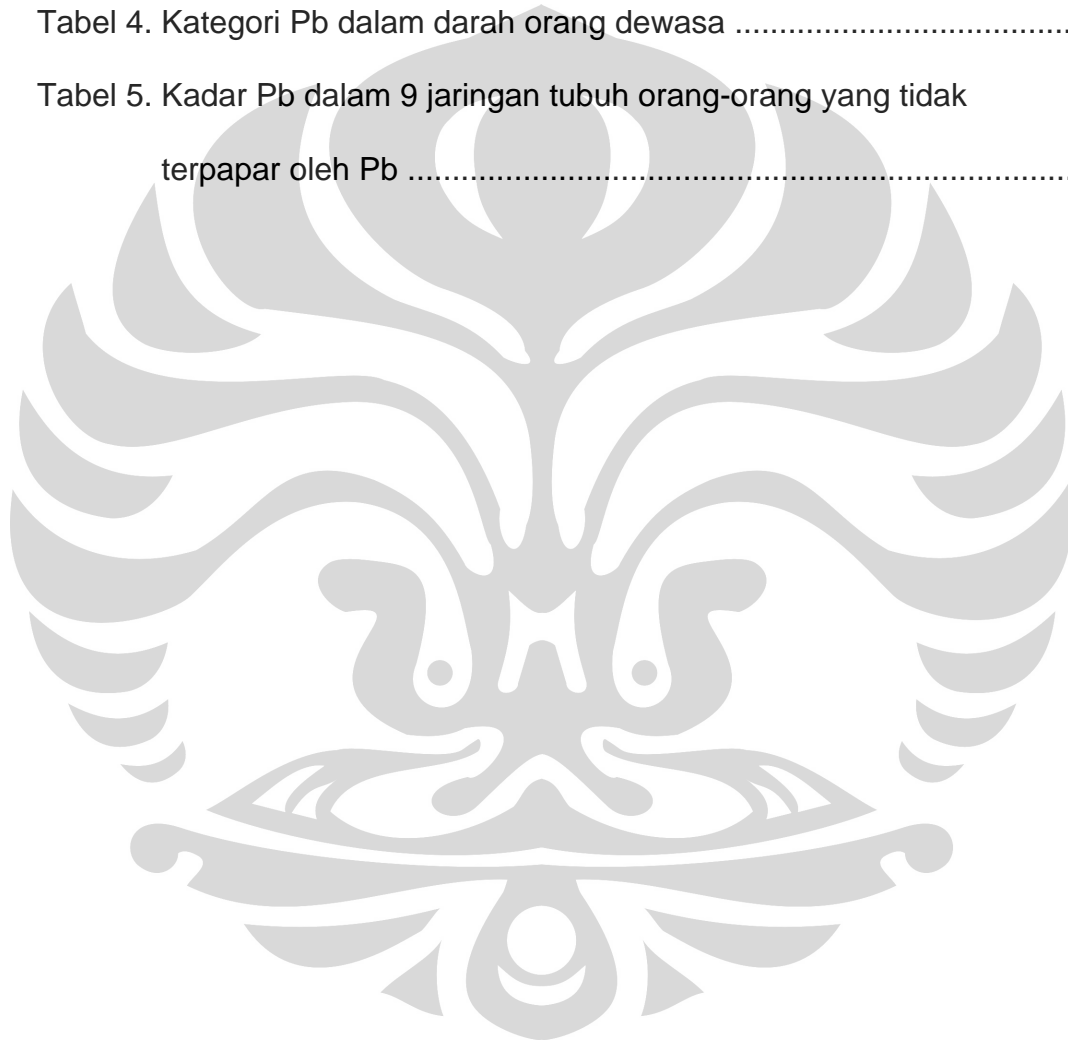 Tabel 4. Kategori Pb dalam darah orang dewasa ......................................
Tabel 5. Kadar Pb dalam 9 jaringan tubuh orang-orang yang tidak
terpapar oleh Pb ...........................................................................